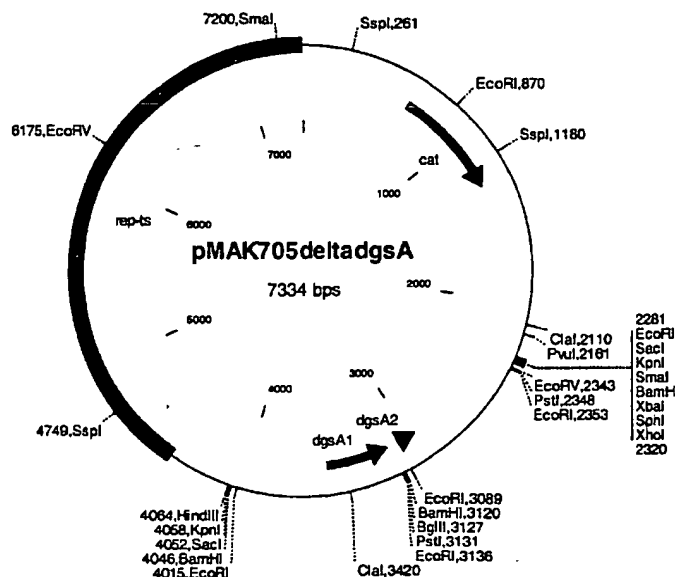 7200,SmaI
SspI,261
EcoRI,870
SspI,1180
6175,EcoRV
7000
cat
1000
rep-ts
6000
pMAK705deltadgsA
7334 bps
2000
5000
2281
EcoRI
SacI
KpnI
SmaI
BamHI
XbaI
SphI
XhoI
2320
ClaI,2110
PvuI,2161
EcoRV,2343
PstI,2348
EcoRI,2353
4000
3000
dgsA2
dgsA1
4749,SspI
EcoRI,3089
BamHI,3120
BglII,3127
PstI,3131
EcoRI,3136
4064,HindIII
4058,KpnI
4052,SacI
4046,BamHI
4015,EcoRI
ClaI,3420